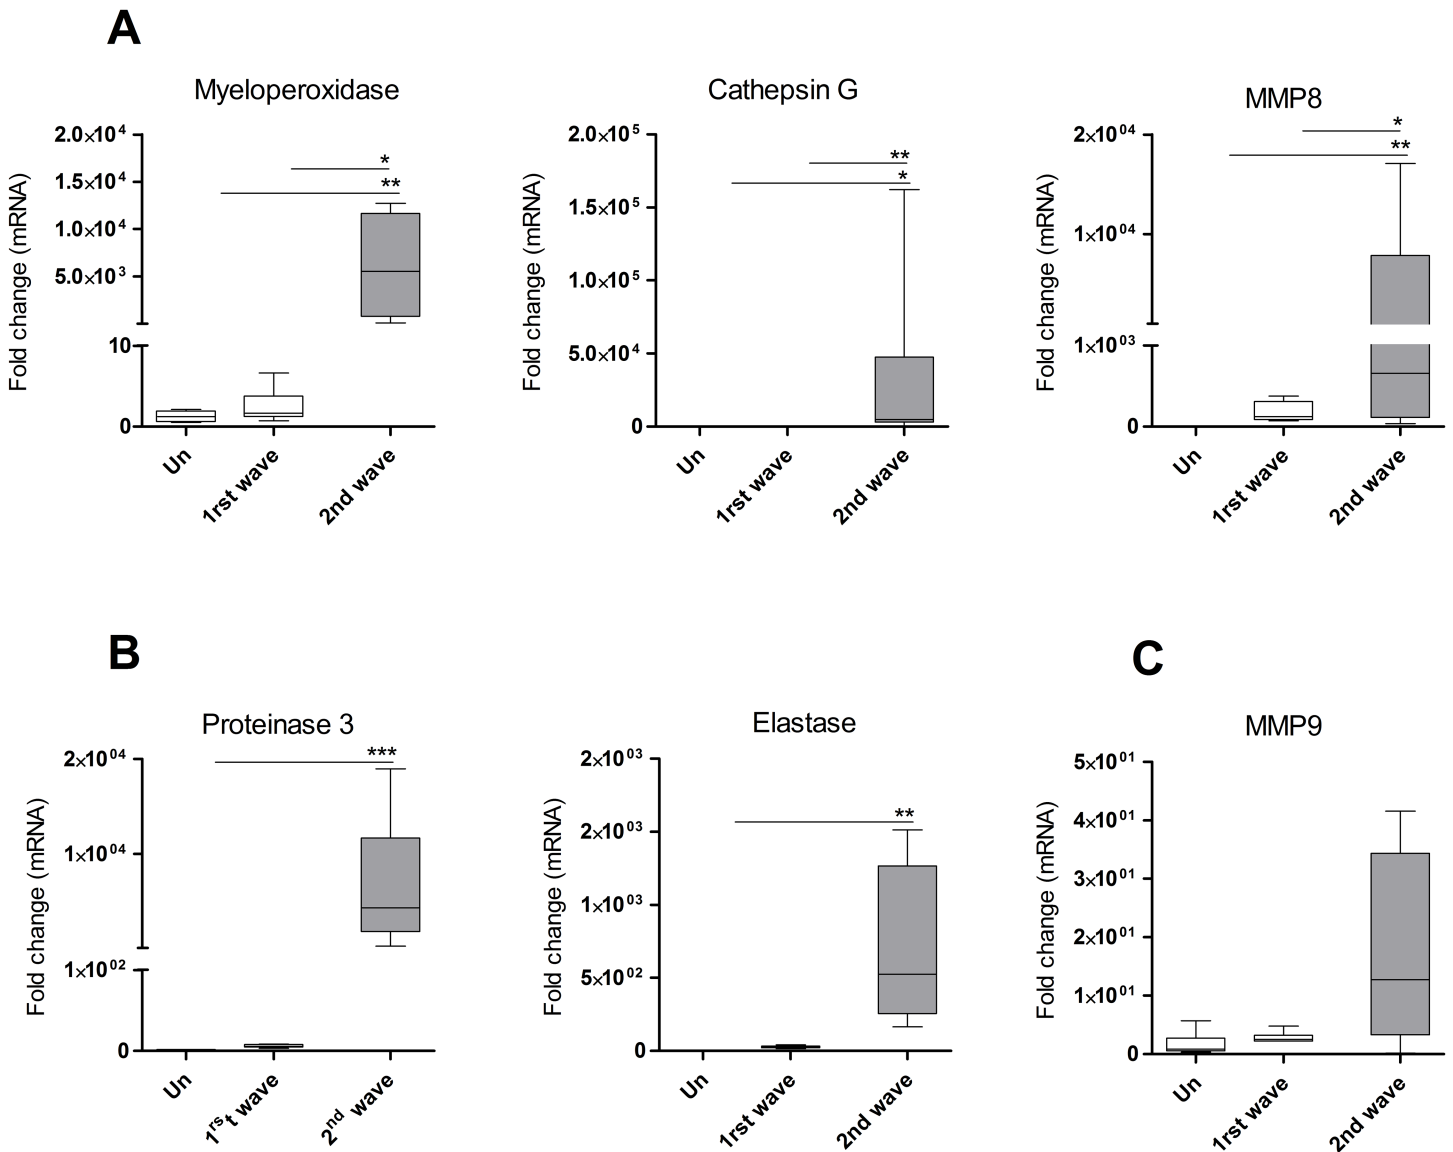 A
Myeloperoxidase
Fold change (mRNA)
2.0×10⁴
1.5×10⁴
1.0×10⁴
5.0×10³
10
5
0
*
**
Un
1rst wave
2nd wave
Cathepsin G
Fold change (mRNA)
2.0×10⁵
1.5×10⁵
1.0×10⁵
5.0×10⁴
0
**
*
Un
1rst wave
2nd wave
MMP8
Fold change (mRNA)
2×10⁰⁴
1×10⁰⁴
1×10⁰³
0
*
**
Un
1rst wave
2nd wave
B
Proteinase 3
Fold change (mRNA)
2×10⁰⁴
1×10⁰⁴
1×10⁰²
0
***
Un
1ʳˢt wave
2ⁿᵈ wave
Elastase
Fold change (mRNA)
2×10⁰³
2×10⁰³
1×10⁰³
5×10⁰²
0
**
Un
1rst wave
2nd wave
C
MMP9
Fold change (mRNA)
5×10⁰¹
4×10⁰¹
3×10⁰¹
2×10⁰¹
1×10⁰¹
0
Un
1rst wave
2nd wave